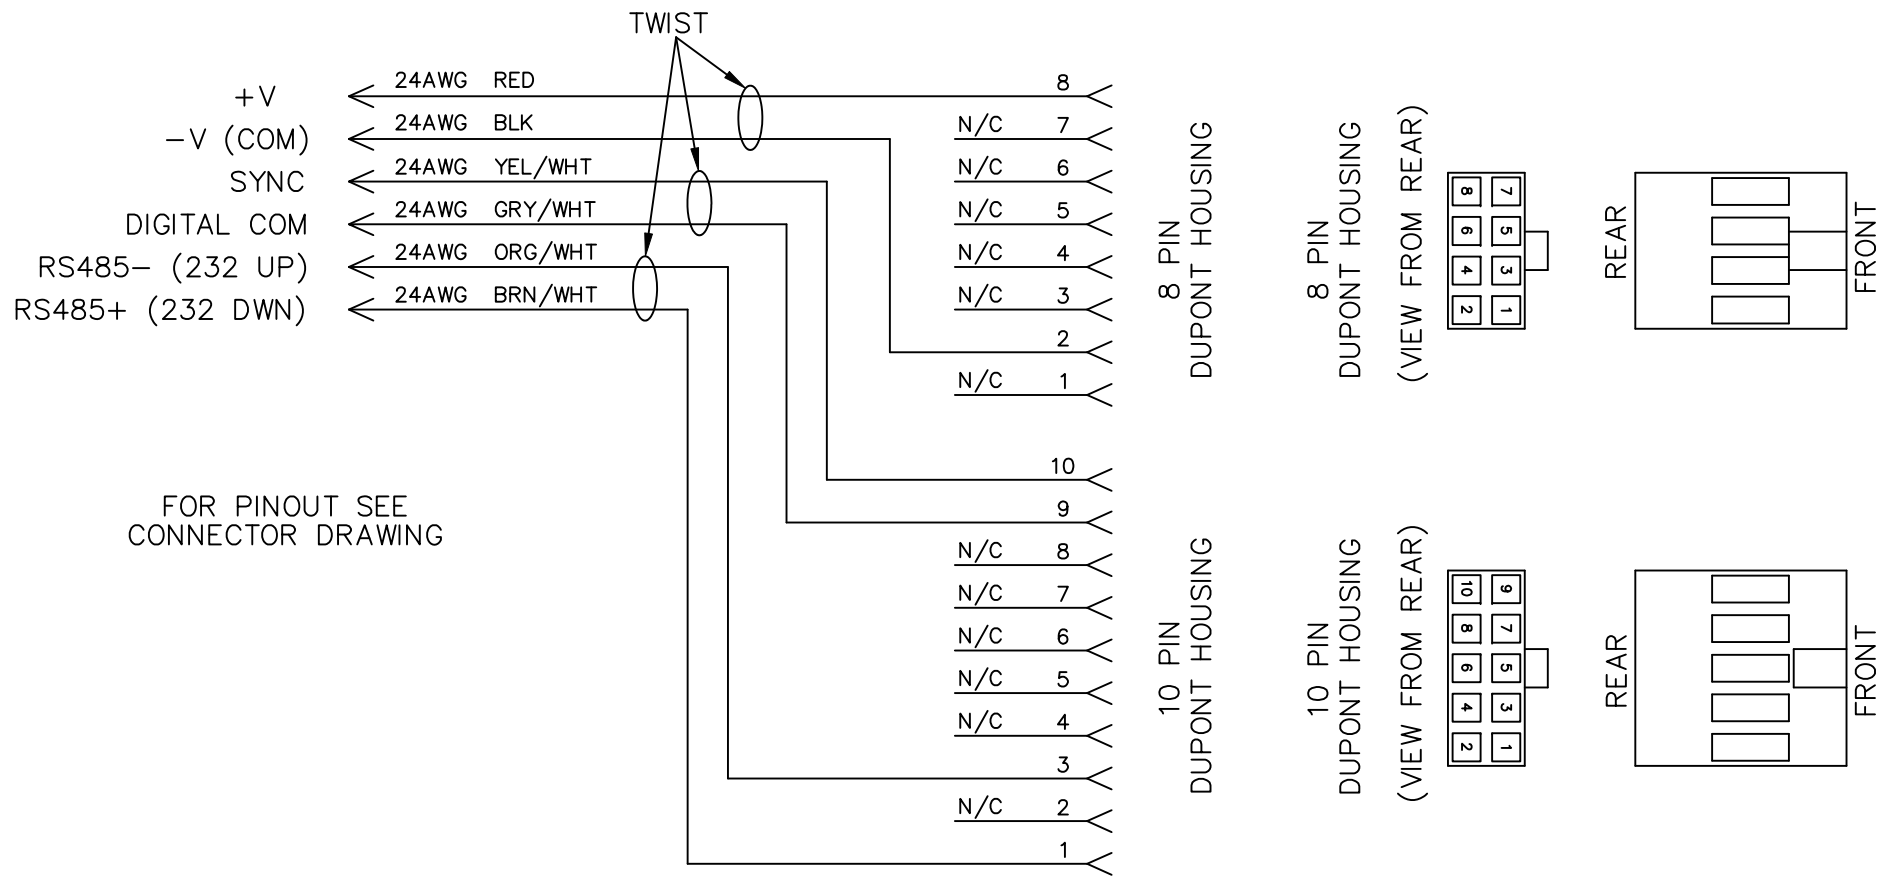 TWIST
+V
24AWG RED
8
-V (COM)
24AWG BLK
N/C 7
SYNC
24AWG YEL/WHT
N/C 6
DIGITAL COM
24AWG GRY/WHT
N/C 5
RS485- (232 UP)
24AWG ORG/WHT
N/C 4
RS485+ (232 DWN)
24AWG BRN/WHT
N/C 3
2
N/C 1
8 PIN
DUPONT HOUSING
8 PIN
DUPONT HOUSING
(VIEW FROM REAR)
8 7
6 5
4 3
2 1
REAR
FRONT
FOR PINOUT SEE
CONNECTOR DRAWING
10
9
N/C 8
N/C 7
N/C 6
N/C 5
N/C 4
3
N/C 2
1
10 PIN
DUPONT HOUSING
10 PIN
DUPONT HOUSING
(VIEW FROM REAR)
10 9
8 7
6 5
4 3
2 1
REAR
FRONT